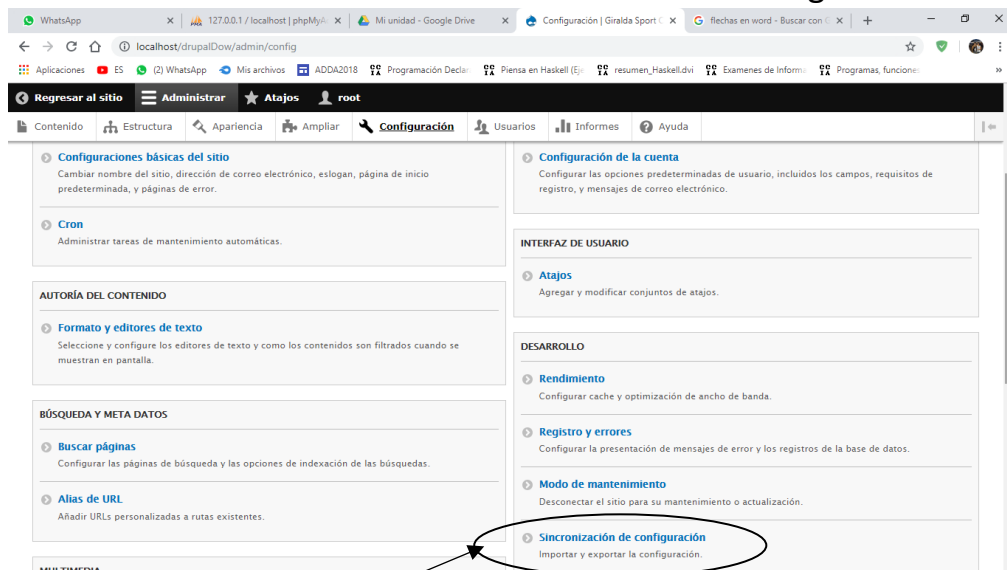 WhatsApp
127.0.0.1 / localhost | phpMyA
Mi unidad - Google Drive
Configuración | Giralda Sport C
flechas en word - Buscar con G
localhost/drupalDow/admin/config
Aplicaciones ES (2) WhatsApp Mis archivos ADDA2018 Programación Declar Piensa en Haskell (Eje resumen_Haskell.dvi Examenes de Informa Programas, funcione
Regresar al sitio Administrar Atajos root
Contenido Estructura Apariencia Ampliar Configuración Usuarios Informes Ayuda
Configuraciones básicas del sitio
Cambiar nombre del sitio, dirección de correo electrónico, eslogan, página de inicio
predeterminada, y páginas de error.
Cron
Administrar tareas de mantenimiento automáticas.
AUTORÍA DEL CONTENIDO
Formato y editores de texto
Seleccione y configure los editores de texto y como los contenidos son filtrados cuando se
muestran en pantalla.
BÚSQUEDA Y META DATOS
Buscar páginas
Configurar las páginas de búsqueda y las opciones de indexación de las búsquedas.
Alias de URL
Añadir URLs personalizadas a rutas existentes.
MULTIMEDIA
Configuración de la cuenta
Configurar las opciones predeterminadas de usuario, incluidos los campos, requisitos de
registro, y mensajes de correo electrónico.
INTERFAZ DE USUARIO
Atajos
Agregar y modificar conjuntos de atajos.
DESARROLLO
Rendimiento
Configurar cache y optimización de ancho de banda.
Registro y errores
Configurar la presentación de mensajes de error y los registros de la base de datos.
Modo de mantenimiento
Desconectar el sitio para su mantenimiento o actualización.
Sincronización de configuración
Importar y exportar la configuración.